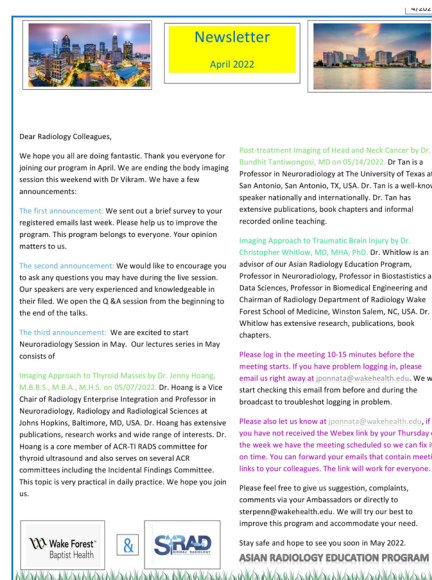 4/202
Newsletter
April 2022
Dear Radiology Colleagues,
We hope you all are doing fantastic. Thank you everyone for
joining our program in April. We are ending the body imaging
session this weekend with Dr Vikram. We have a few
announcements:
The first announcement: We sent out a brief survey to your
registered emails last week. Please help us to improve the
program. This program belongs to everyone. Your opinion
matters to us.
The second announcement: We would like to encourage you
to ask any questions you may have during the live session.
Our speakers are very experienced and knowledgeable in
their filed. We open the Q &A session from the beginning to
the end of the talks.
The third announcement: We are excited to start
Neuroradiology Session in May. Our lectures series in May
consists of
Imaging Approach to Thyroid Masses by Dr. Jenny Hoang,
M.B.B.S., M.B.A., M.H.S. on 05/07/2022. Dr. Hoang is a Vice
Chair of Radiology Enterprise Integration and Professor in
Neuroradiology, Radiology and Radiological Sciences at
Johns Hopkins, Baltimore, MD, USA. Dr. Hoang has extensive
publications, research works and wide range of interests. Dr.
Hoang is a core member of ACR-TI RADS committee for
thyroid ultrasound and also serves on several ACR
committees including the Incidental Findings Committee.
This topic is very practical in daily practice. We hope you join
us.
Wake Forest
Baptist Health
&
SIRAD
Post-treatment Imaging of Head and Neck Cancer by Dr.
Bundhit Tantiwongosi, MD on 05/14/2022. Dr Tan is a
Professor in Neuroradiology at The University of Texas at
San Antonio, San Antonio, TX, USA. Dr. Tan is a well-know
speaker nationally and internationally. Dr. Tan has
extensive publications, book chapters and informal
recorded online teaching.
Imaging Approach to Traumatic Brain Injury by Dr.
Christopher Whitlow, MD, MHA, PhD. Dr. Whitlow is an
advisor of our Asian Radiology Education Program,
Professor in Neuroradiology, Professor in Biostastistics a
Data Sciences, Professor in Biomedical Engineering and
Chairman of Radiology Department of Radiology Wake
Forest School of Medicine, Winston Salem, NC, USA. Dr.
Whitlow has extensive research, publications, book
chapters.
Please log in the meeting 10-15 minutes before the
meeting starts. If you have problem logging in, please
email us right away at jponnata@wakehealth.edu. We w
start checking this email from before and during the
broadcast to troubleshot logging in problem.
Please also let us know at jponnata@wakehealth.edu, if
you have not received the Webex link by your Thursday
the week we have the meeting scheduled so we can fix i
on time. You can forward your emails that contain meeti
links to your colleagues. The link will work for everyone.
Please feel free to give us suggestion, complaints,
comments via your Ambassadors or directly to
sterpenn@wakehealth.edu. We will try our best to
improve this program and accommodate your need.
Stay safe and hope to see you soon in May 2022.
ASIAN RADIOLOGY EDUCATION PROGRAM